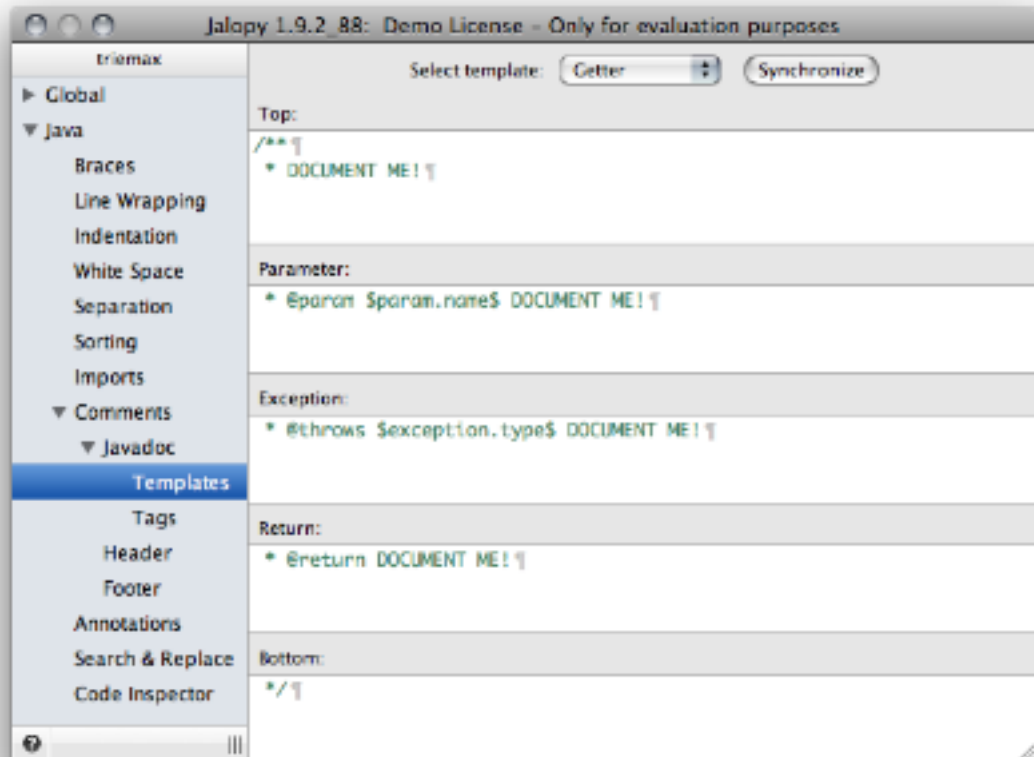 Jalopy 1.9.2_88: Demo License – Only for evaluation purposes
triemax
Global
Java
Braces
Line Wrapping
Indentation
White Space
Separation
Sorting
Imports
Comments
Javadoc
Templates
Tags
Header
Footer
Annotations
Search & Replace
Code Inspector
Select template: Getter Synchronize
Top:
/**¶
* DOCUMENT ME!¶
Parameter:
* @param $param.name$ DOCUMENT ME!¶
Exception:
* @throws $exception.type$ DOCUMENT ME!¶
Return:
* @return DOCUMENT ME!¶
Bottom:
*/¶